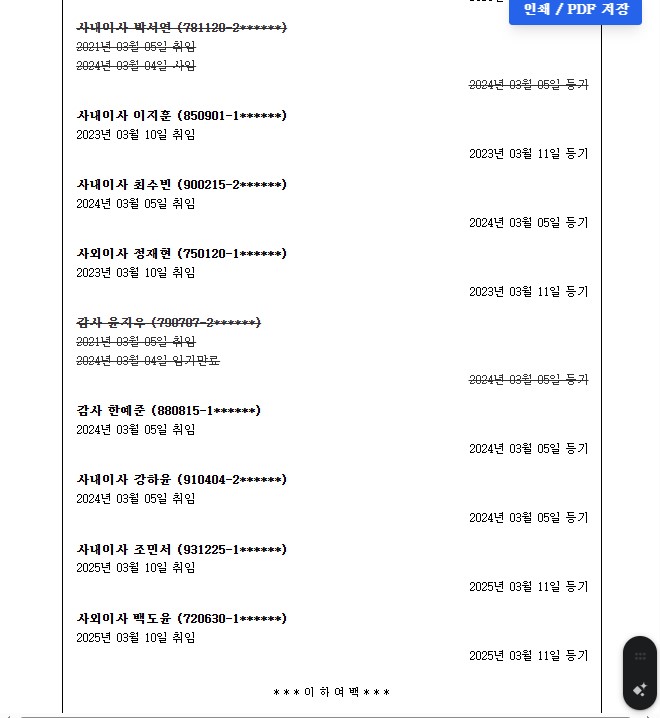 인쇄 / PDF 저장
사내이사 박서연 (781120-2******)
2021년 03월 05일 취임
2024년 03월 04일 사임
2024년 03월 05일 등기
사내이사 이지훈 (850901-1******)
2023년 03월 10일 취임
2023년 03월 11일 등기
사내이사 최수빈 (900215-2******)
2024년 03월 05일 취임
2024년 03월 05일 등기
사외이사 정재현 (750120-1******)
2023년 03월 10일 취임
2023년 03월 11일 등기
감사 윤지우 (790707-2******)
2021년 03월 05일 취임
2024년 03월 04일 임기만료
2024년 03월 05일 등기
감사 한예준 (880815-1******)
2024년 03월 05일 취임
2024년 03월 05일 등기
사내이사 강하윤 (910404-2******)
2024년 03월 05일 취임
2024년 03월 05일 등기
사내이사 조민서 (931225-1******)
2025년 03월 10일 취임
2025년 03월 11일 등기
사외이사 백도윤 (720630-1******)
2025년 03월 10일 취임
2025년 03월 11일 등기
* * * 이 하 여 백 * * *